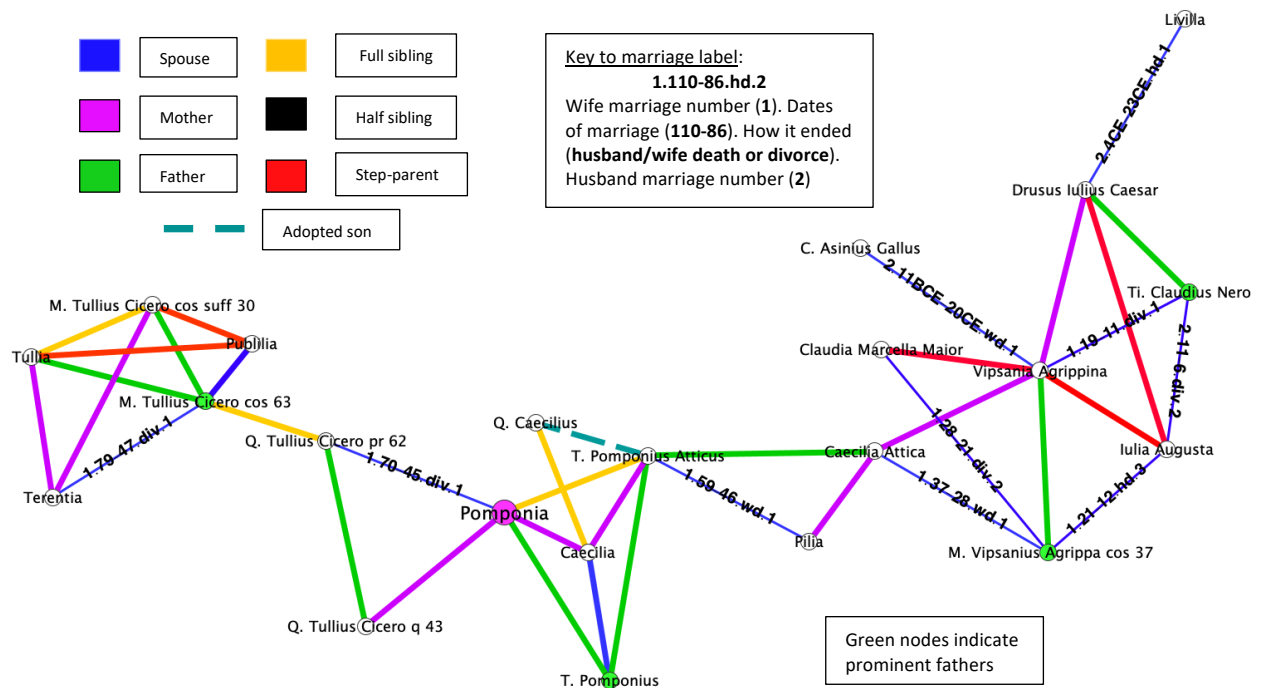 Livilla
Spouse
Full sibling
Mother
Half sibling
Father
Step-parent
Adopted son
Key to marriage label:
1.110-86.hd.2
Wife marriage number (1). Dates
of marriage (110-86). How it ended
(husband/wife death or divorce).
Husband marriage number (2)
2.4CE 23CE.hd.1
Drusus Iulius Caesar
C. Asinius Gallus
2.11BCE 20CE.wd.1
Ti. Claudius Nero
1.19 11.div.1
2.11 6.div.2
M. Tullius Cicero cos suff 30
Publilia
Tullia
Claudia Marcella Maior
Vipsania Agrippina
M. Tullius Cicero cos 63
1.79 47.div.1
Terentia
Q. Tullius Cicero pr 62
1.70 45.div.1
Q. Caecilius
T. Pomponius Atticus
1.28 21.div.2
Caecilia Attica
Iulia Augusta
1.59 46.wd.1
1.37 28.wd.1
1.21 12.hd.3
Pomponia
Caecilia
Pilia
M. Vipsanius Agrippa cos 37
Q. Tullius Cicero q 43
T. Pomponius
Green nodes indicate
prominent fathers